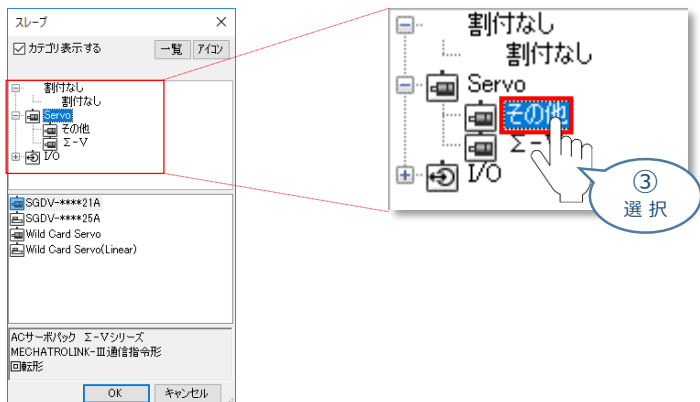 スレーブ
カテゴリ表示する
一覧
アイコン
割付なし
割付なし
Servo
その他
Σ-V
I/O
SGDV-****21A
SGDV-****25A
Wild Card Servo
Wild Card Servo(Linear)
ACサーボパック Σ-Vシリーズ
MECHATROLINK-Ⅲ通信指令形
回転形
OK
キャンセル
割付なし
割付なし
Servo
その他
Σ-V
I/O
③
選択